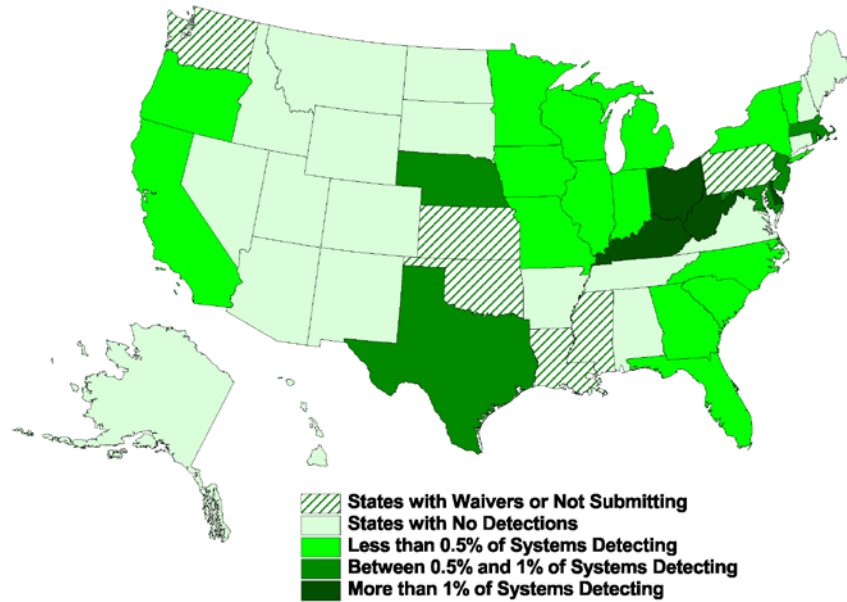 States with Waivers or Not Submitting
States with No Detections
Less than 0.5% of Systems Detecting
Between 0.5% and 1% of Systems Detecting
More than 1% of Systems Detecting